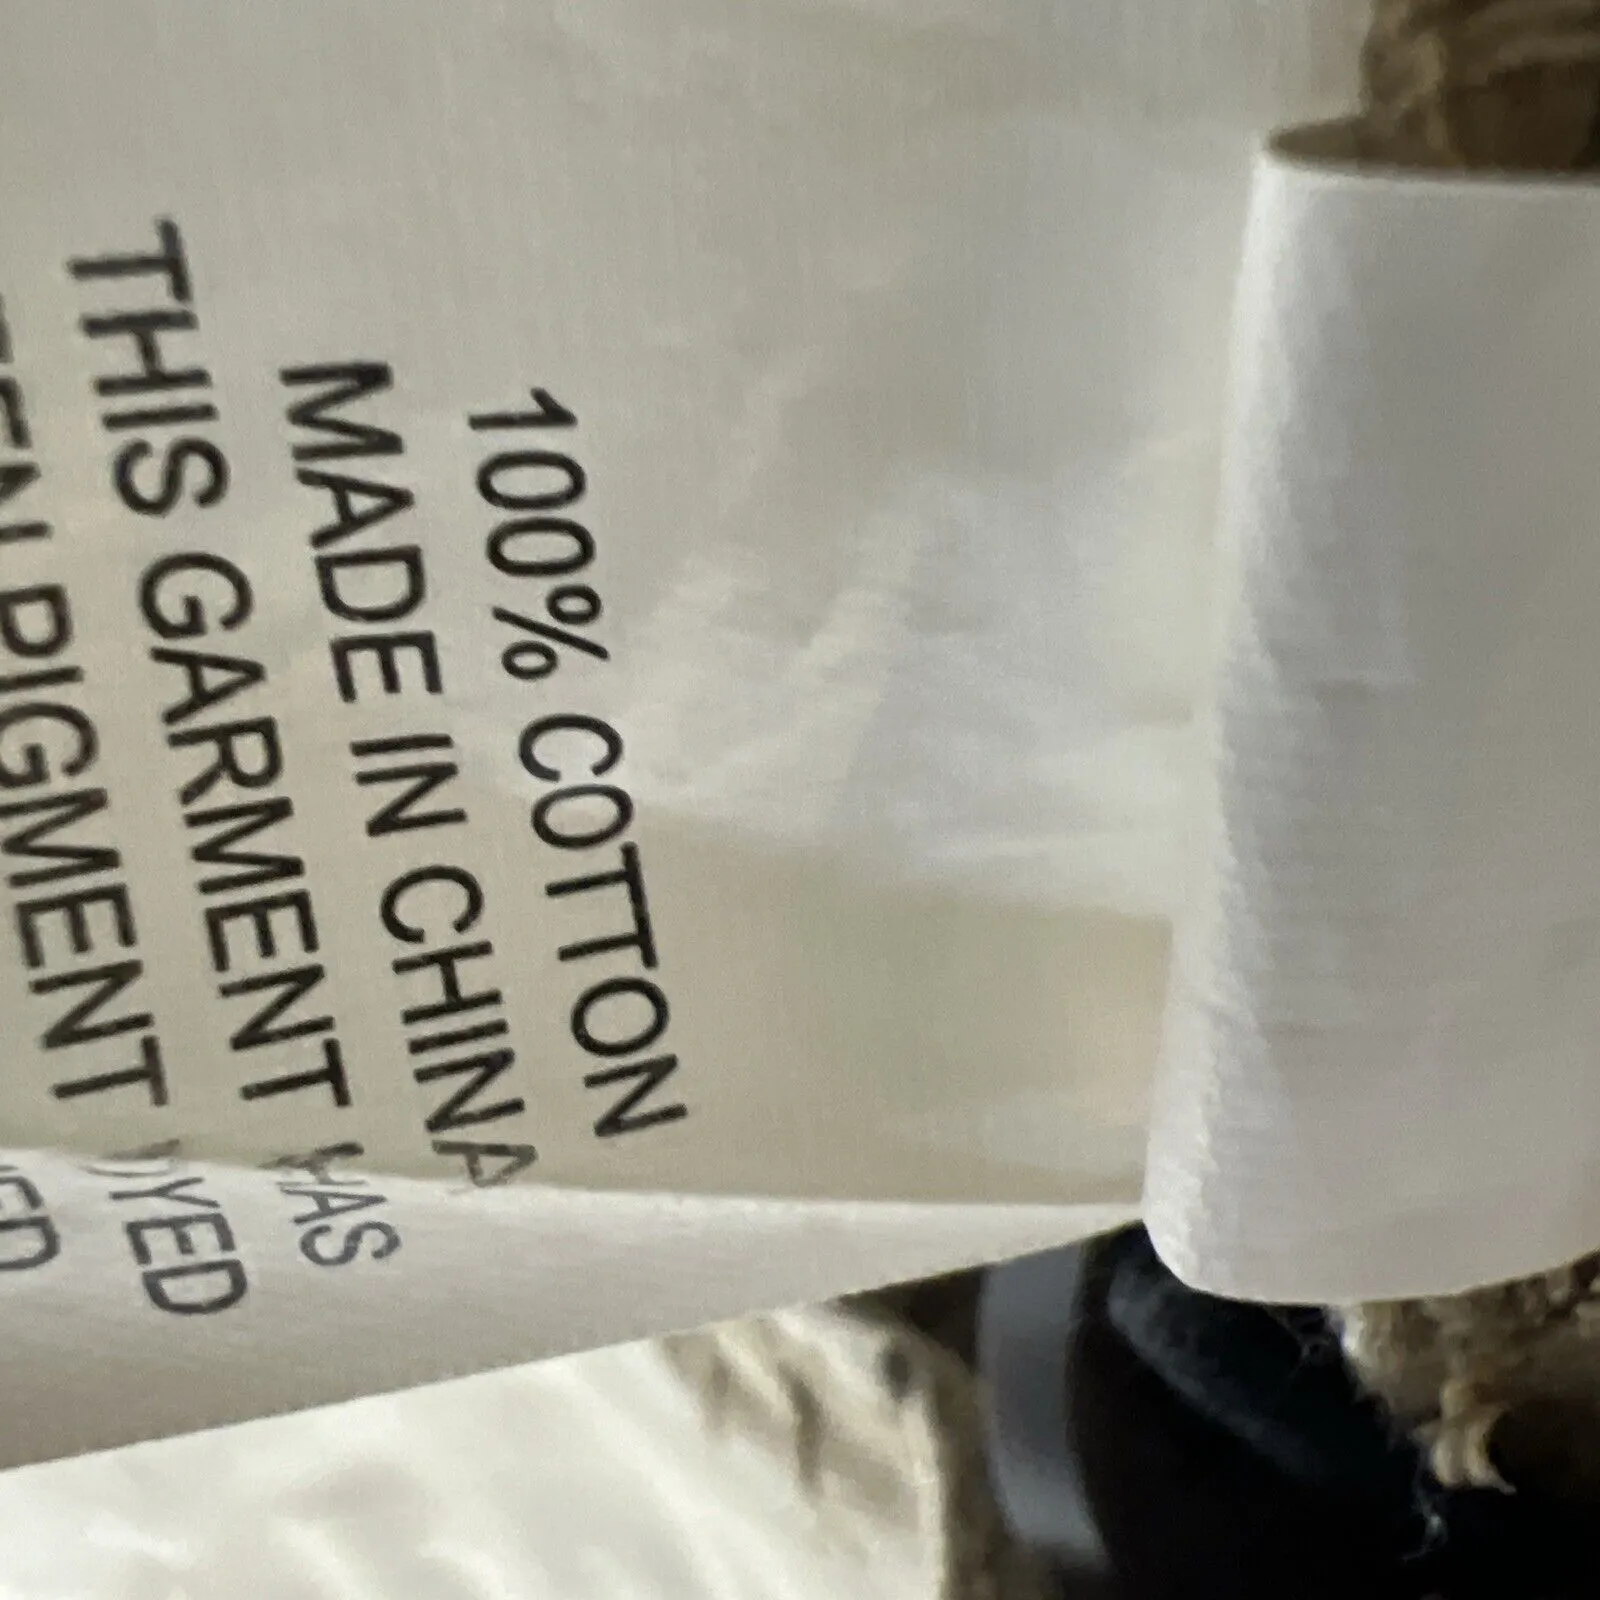 100% COTTON
MADE IN CHINA
THIS GARMENT HAS
PIGMENT DYED